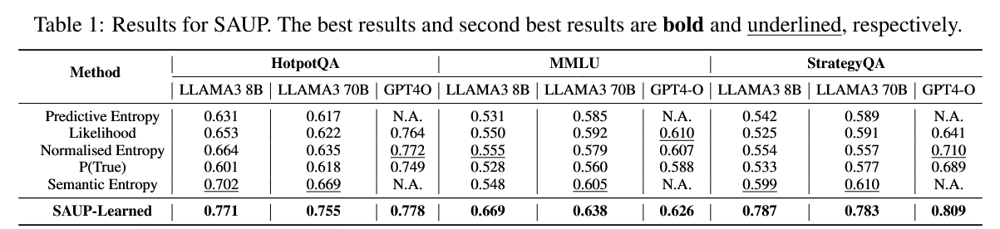 Table 1: Results for SAUP. The best results and second best results are bold and underlined, respectively.
Method | HotpotQA | MMLU | StrategyQA
LLAMA3 8B | LLAMA3 70B | GPT4O | LLAMA3 8B | LLAMA3 70B | GPT4-O | LLAMA3 8B | LLAMA3 70B | GPT4-O
Predictive Entropy | 0.631 | 0.617 | N.A. | 0.531 | 0.585 | N.A. | 0.542 | 0.589 | N.A.
Likelihood | 0.653 | 0.622 | 0.764 | 0.550 | 0.592 | 0.610 | 0.525 | 0.591 | 0.641
Normalised Entropy | 0.664 | 0.635 | 0.772 | 0.555 | 0.579 | 0.607 | 0.554 | 0.557 | 0.710
P(True) | 0.601 | 0.618 | 0.749 | 0.528 | 0.560 | 0.588 | 0.533 | 0.577 | 0.689
Semantic Entropy | 0.702 | 0.669 | N.A. | 0.548 | 0.605 | N.A. | 0.599 | 0.610 | N.A.
SAUP-Learned | 0.771 | 0.755 | 0.778 | 0.669 | 0.638 | 0.626 | 0.787 | 0.783 | 0.809